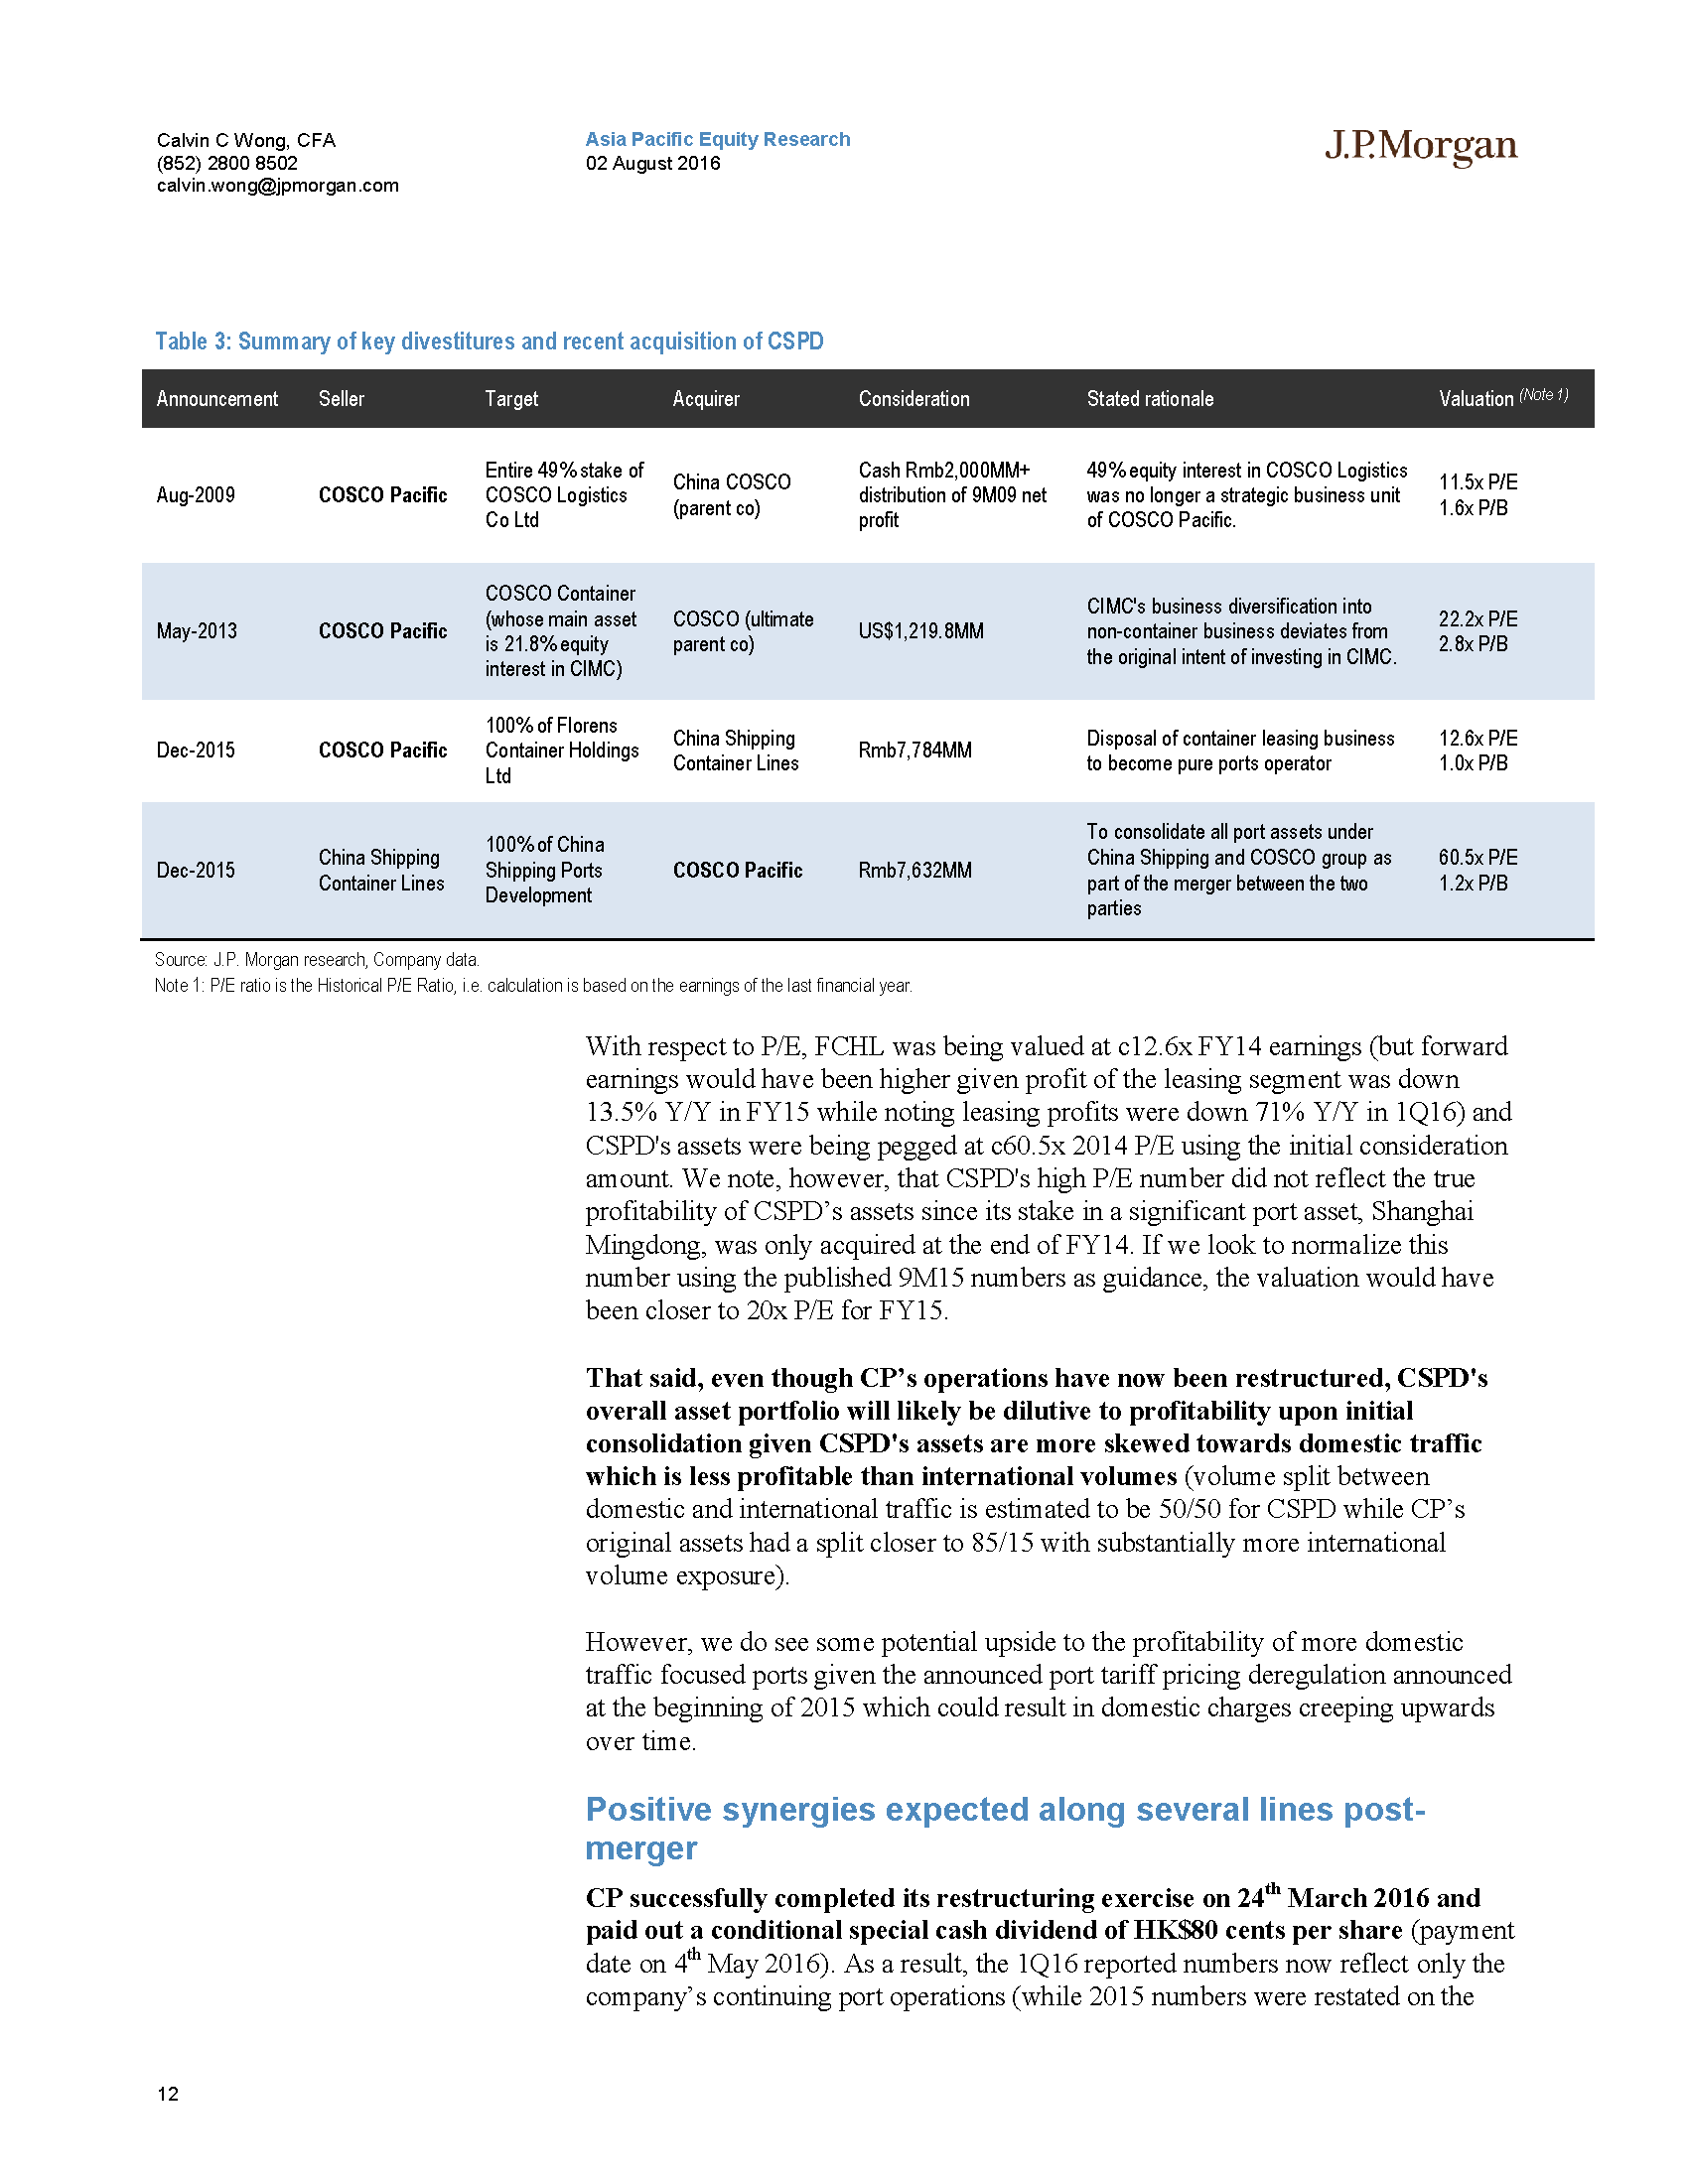 Calvin C Wong, CFA
(852) 2800 8502
calvin.wong@jpmorgan.com
Asia Pacific Equity Research
02 August 2016
J.P.Morgan
Table 3: Summary of key divestitures and recent acquisition of CSPD
Announcement Seller Target Acquirer Consideration Stated rationale Valuation (Note 1)
Aug-2009
COSCO Pacific
Entire 49% stake of
COSCO Logistics
Co Ltd
China COSCO
(parent co)
Cash Rmb2,000MM+
distribution of 9M09 net
profit
49% equity interest in COSCO Logistics
was no longer a strategic business unit
of COSCO Pacific.
11.5x P/E
1.6x P/B
May-2013
COSCO Pacific
COSCO Container
(whose main asset
is 21.8% equity
interest in CIMC)
COSCO (ultimate
parent co)
US$1,219.8MM
CIMC's business diversification into
non-container business deviates from
the original intent of investing in CIMC.
22.2x P/E
2.8x P/B
Dec-2015
COSCO Pacific
100% of Florens
Container Holdings
Ltd
China Shipping
Container Lines
Rmb7,784MM
Disposal of container leasing business
to become pure ports operator
12.6x P/E
1.0x P/B
Dec-2015
China Shipping
Container Lines
100% of China
Shipping Ports
Development
COSCO Pacific
Rmb7,632MM
To consolidate all port assets under
China Shipping and COSCO group as
part of the merger between the two
parties
60.5x P/E
1.2x P/B
Source: J.P. Morgan research, Company data.
Note 1: P/E ratio is the Historical P/E Ratio, i.e. calculation is based on the earnings of the last financial year.
With respect to P/E, FCHL was being valued at c12.6x FY14 earnings (but forward
earnings would have been higher given profit of the leasing segment was down
13.5% Y/Y in FY15 while noting leasing profits were down 71% Y/Y in 1Q16) and
CSPD's assets were being pegged at c60.5x 2014 P/E using the initial consideration
amount. We note, however, that CSPD's high P/E number did not reflect the true
profitability of CSPD’s assets since its stake in a significant port asset, Shanghai
Mingdong, was only acquired at the end of FY14. If we look to normalize this
number using the published 9M15 numbers as guidance, the valuation would have
been closer to 20x P/E for FY15.
That said, even though CP’s operations have now been restructured, CSPD's
overall asset portfolio will likely be dilutive to profitability upon initial
consolidation given CSPD's assets are more skewed towards domestic traffic
which is less profitable than international volumes (volume split between
domestic and international traffic is estimated to be 50/50 for CSPD while CP’s
original assets had a split closer to 85/15 with substantially more international
volume exposure).
However, we do see some potential upside to the profitability of more domestic
traffic focused ports given the announced port tariff pricing deregulation announced
at the beginning of 2015 which could result in domestic charges creeping upwards
over time.
Positive synergies expected along several lines post-
merger
CP successfully completed its restructuring exercise on 24th March 2016 and
paid out a conditional special cash dividend of HK$80 cents per share (payment
date on 4th May 2016). As a result, the 1Q16 reported numbers now reflect only the
company’s continuing port operations (while 2015 numbers were restated on the
12